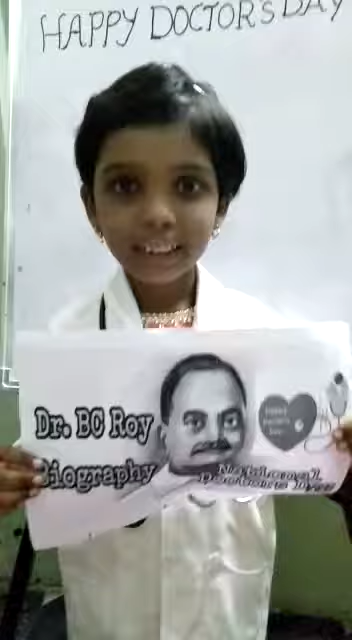 HAPPY DOCTOR'S DAY
Dr. BC Roy
Biography
National
Doctors Day